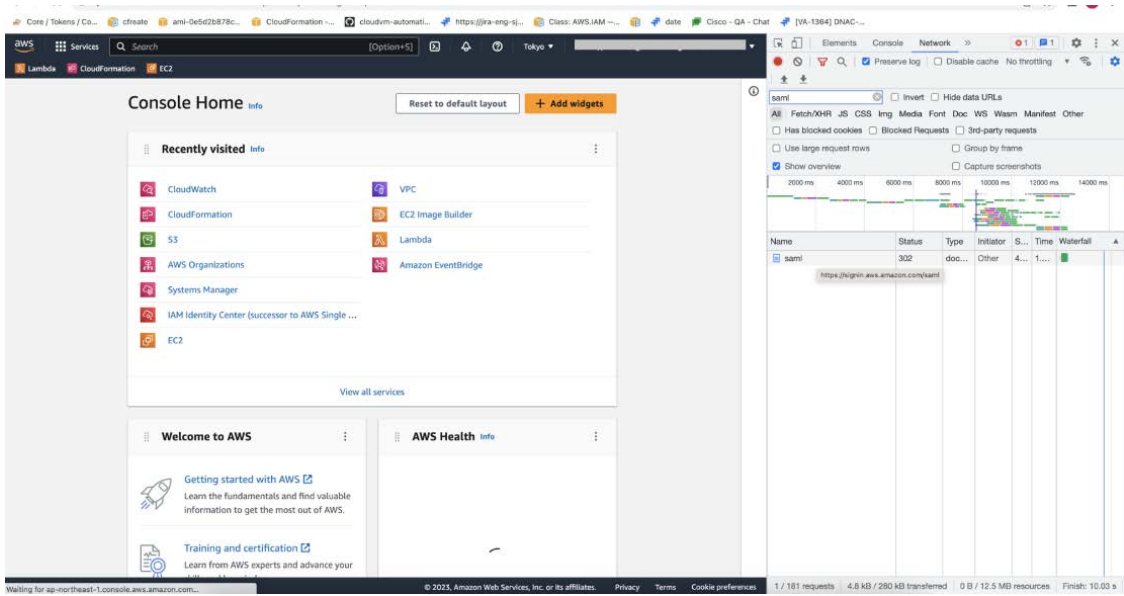 Core / Tokens / Co... cfreate ami-0e5d2b878c... CloudFormation -... cloudvm-automati... https://jira-eng-sj... Class: AWS.IAM —... date Cisco - QA - Chat [VA-1364] DNAC-...
aws Services Search [Option+S] Tokyo
Lambda CloudFormation EC2
Console Home Info Reset to default layout + Add widgets
Recently visited Info
CloudWatch VPC
CloudFormation EC2 Image Builder
S3 Lambda
AWS Organizations Amazon EventBridge
Systems Manager
IAM Identity Center (successor to AWS Single ...
EC2
View all services
Welcome to AWS AWS Health Info
Getting started with AWS
Learn the fundamentals and find valuable
information to get the most out of AWS.
Training and certification
Learn from AWS experts and advance your
Waiting for ap-northeast-1.console.aws.amazon.com...
© 2023, Amazon Web Services, Inc. or its affiliates. Privacy Terms Cookie preferences
Elements Console Network » 1 1
Preserve log Disable cache No throttling
saml Invert Hide data URLs
All Fetch/XHR JS CSS Img Media Font Doc WS Wasm Manifest Other
Has blocked cookies Blocked Requests 3rd-party requests
Use large request rows Group by frame
Show overview Capture screenshots
2000 ms 4000 ms 6000 ms 8000 ms 10000 ms 12000 ms 14000 ms
Name Status Type Initiator S... Time Waterfall
saml 302 doc... Other 4... 1....
https://signin.aws.amazon.com/saml
1 / 161 requests 4.8 kB / 280 kB transferred 0 B / 12.5 MB resources Finish: 10.03 s